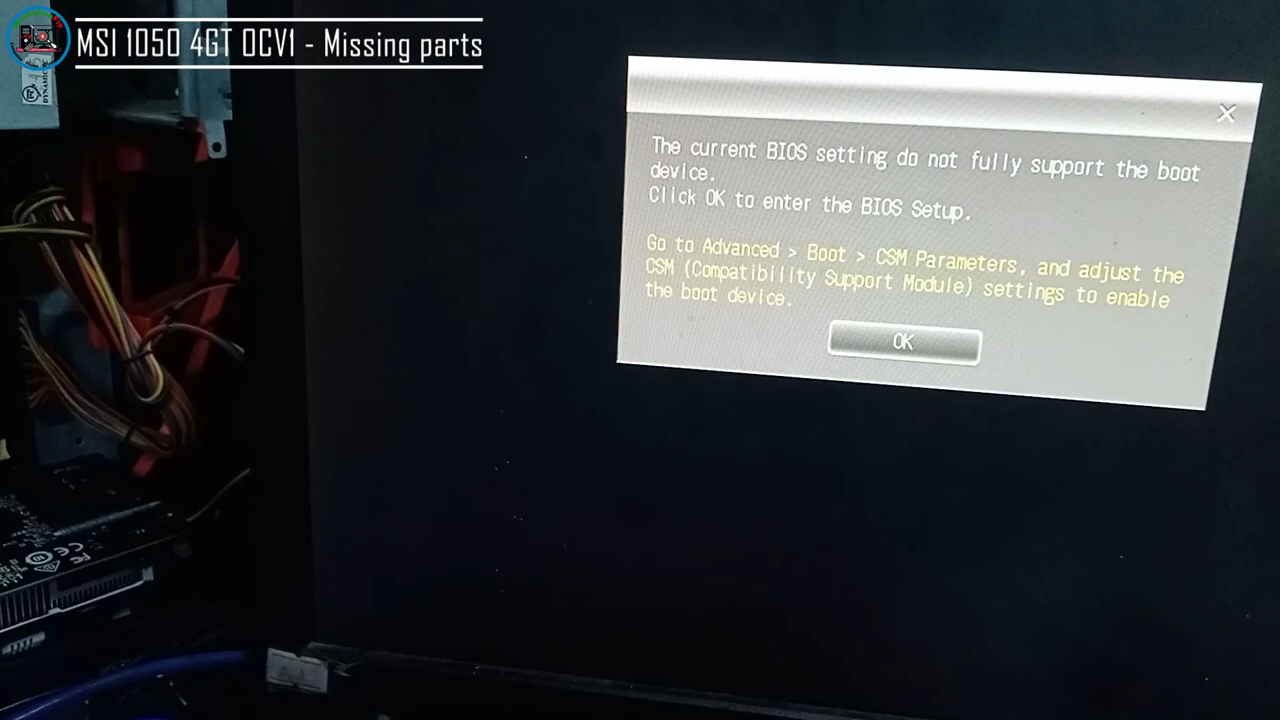 MSI 1050 4GT OCV1 - Missing parts
The current BIOS setting do not fully support the boot
device.
Click OK to enter the BIOS Setup.
Go to Advanced > Boot > CSM Parameters, and adjust the
CSM (Compatibility Support Module) settings to enable
the boot device.
OK